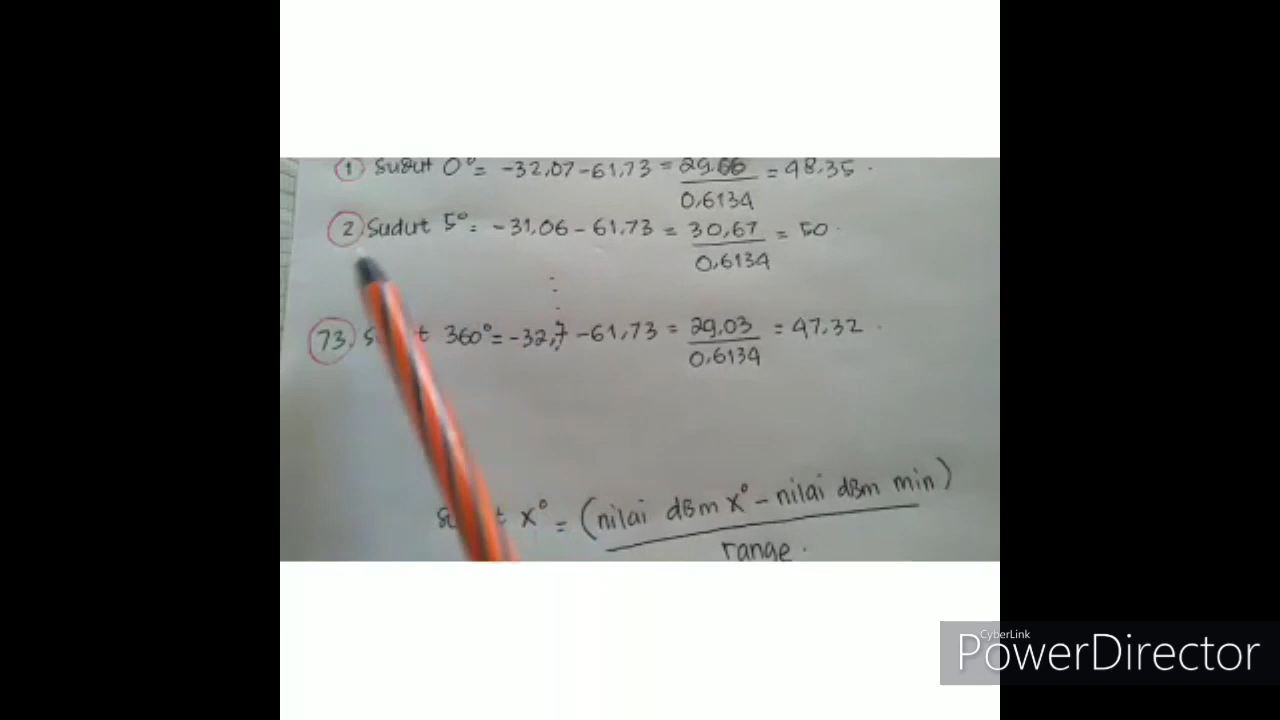 1 Sudut 0° = -32,07 - 61,73 = 29,66 / 0,6134 = 48,35.
2 Sudut 5° = -31,06 - 61,73 = 30,67 / 0,6134 = 50.
73. S t 360° = -32,7 - 61,73 = 29,03 / 0,6134 = 47,32.
t x° = (nilai dBm x° - nilai dBm min)
range.
CyberLink
PowerDirector